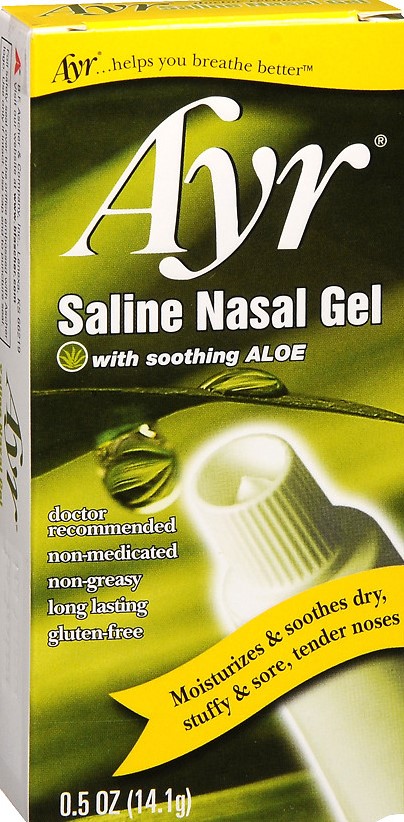 Ayr®...helps you breathe better™
Ayr®
Saline Nasal Gel
with soothing ALOE
doctor
recommended
non-medicated
non-greasy
long lasting
gluten-free
Moisturizes & soothes dry,
stuffy & sore, tender noses
0.5 OZ (14.1g)
Ayr